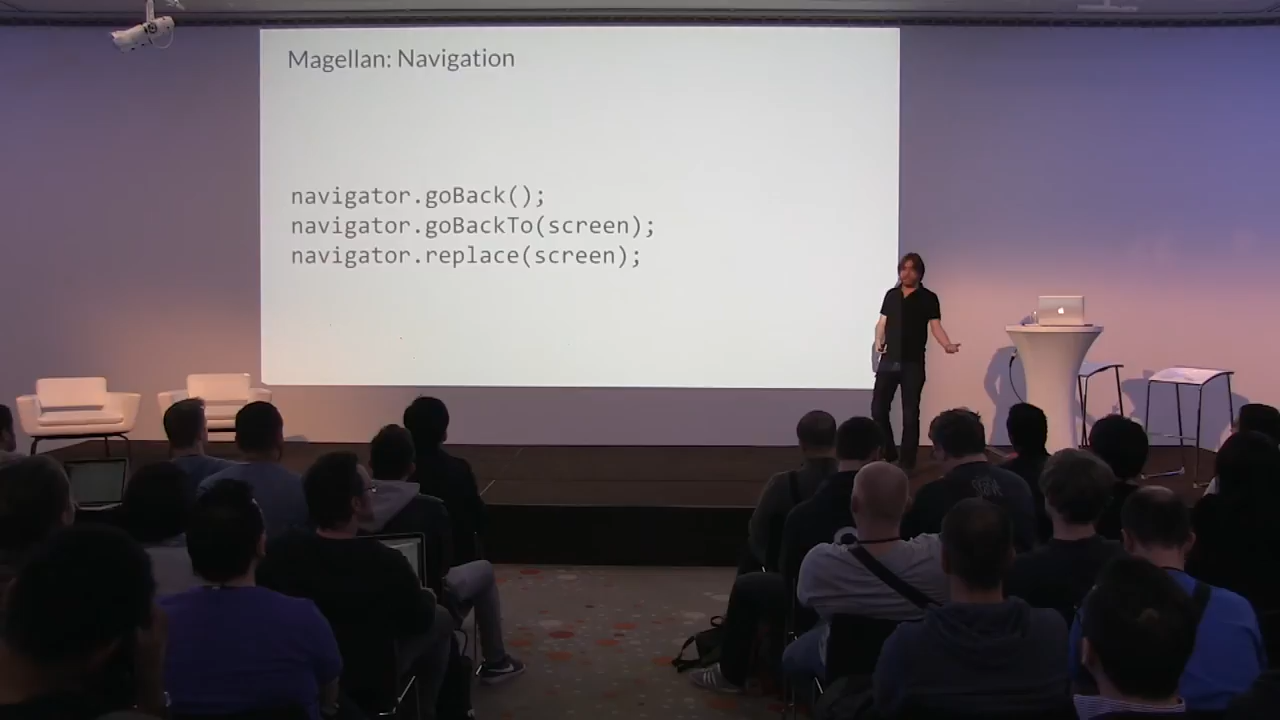 Magellan: Navigation
navigator.goBack();
navigator.goBackTo(screen);
navigator.replace(screen);